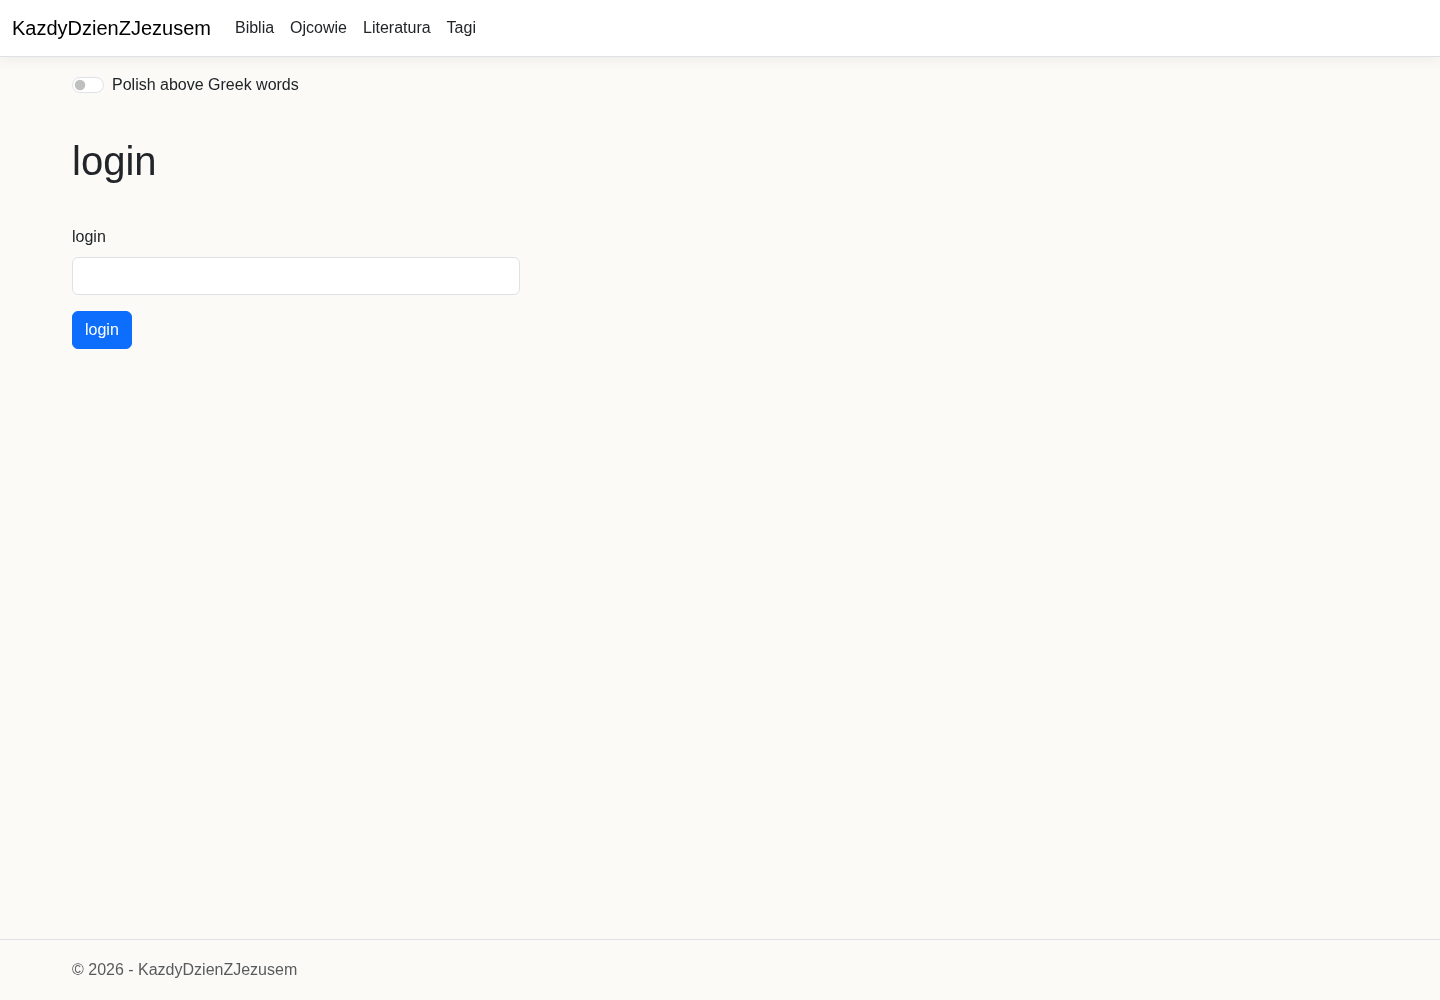 KazdyDzienZJezusem Biblia Ojcowie Literatura Tagi
Polish above Greek words
login
login
login
© 2026 - KazdyDzienZJezusem